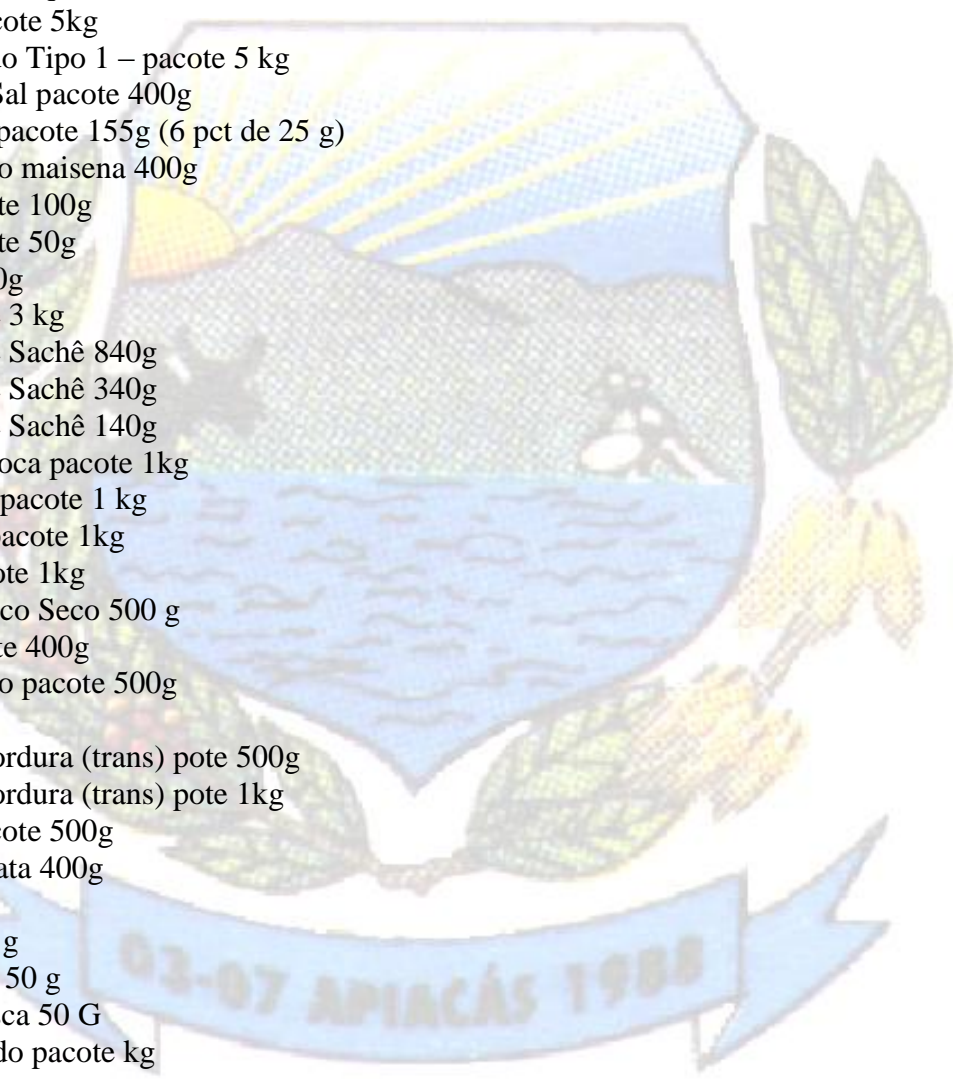 cote 5kg
o Tipo 1 – pacote 5 kg
Sal pacote 400g
pacote 155g (6 pct de 25 g)
o maisena 400g
te 100g
te 50g
0g
3 kg
Sachê 840g
Sachê 340g
Sachê 140g
oca pacote 1kg
pacote 1 kg
pacote 1kg
ote 1kg
co Seco 500 g
te 400g
o pacote 500g
ordura (trans) pote 500g
ordura (trans) pote 1kg
cote 500g
ata 400g
g
50 g
ca 50 G
do pacote kg
03-07 APIACÁS 1988